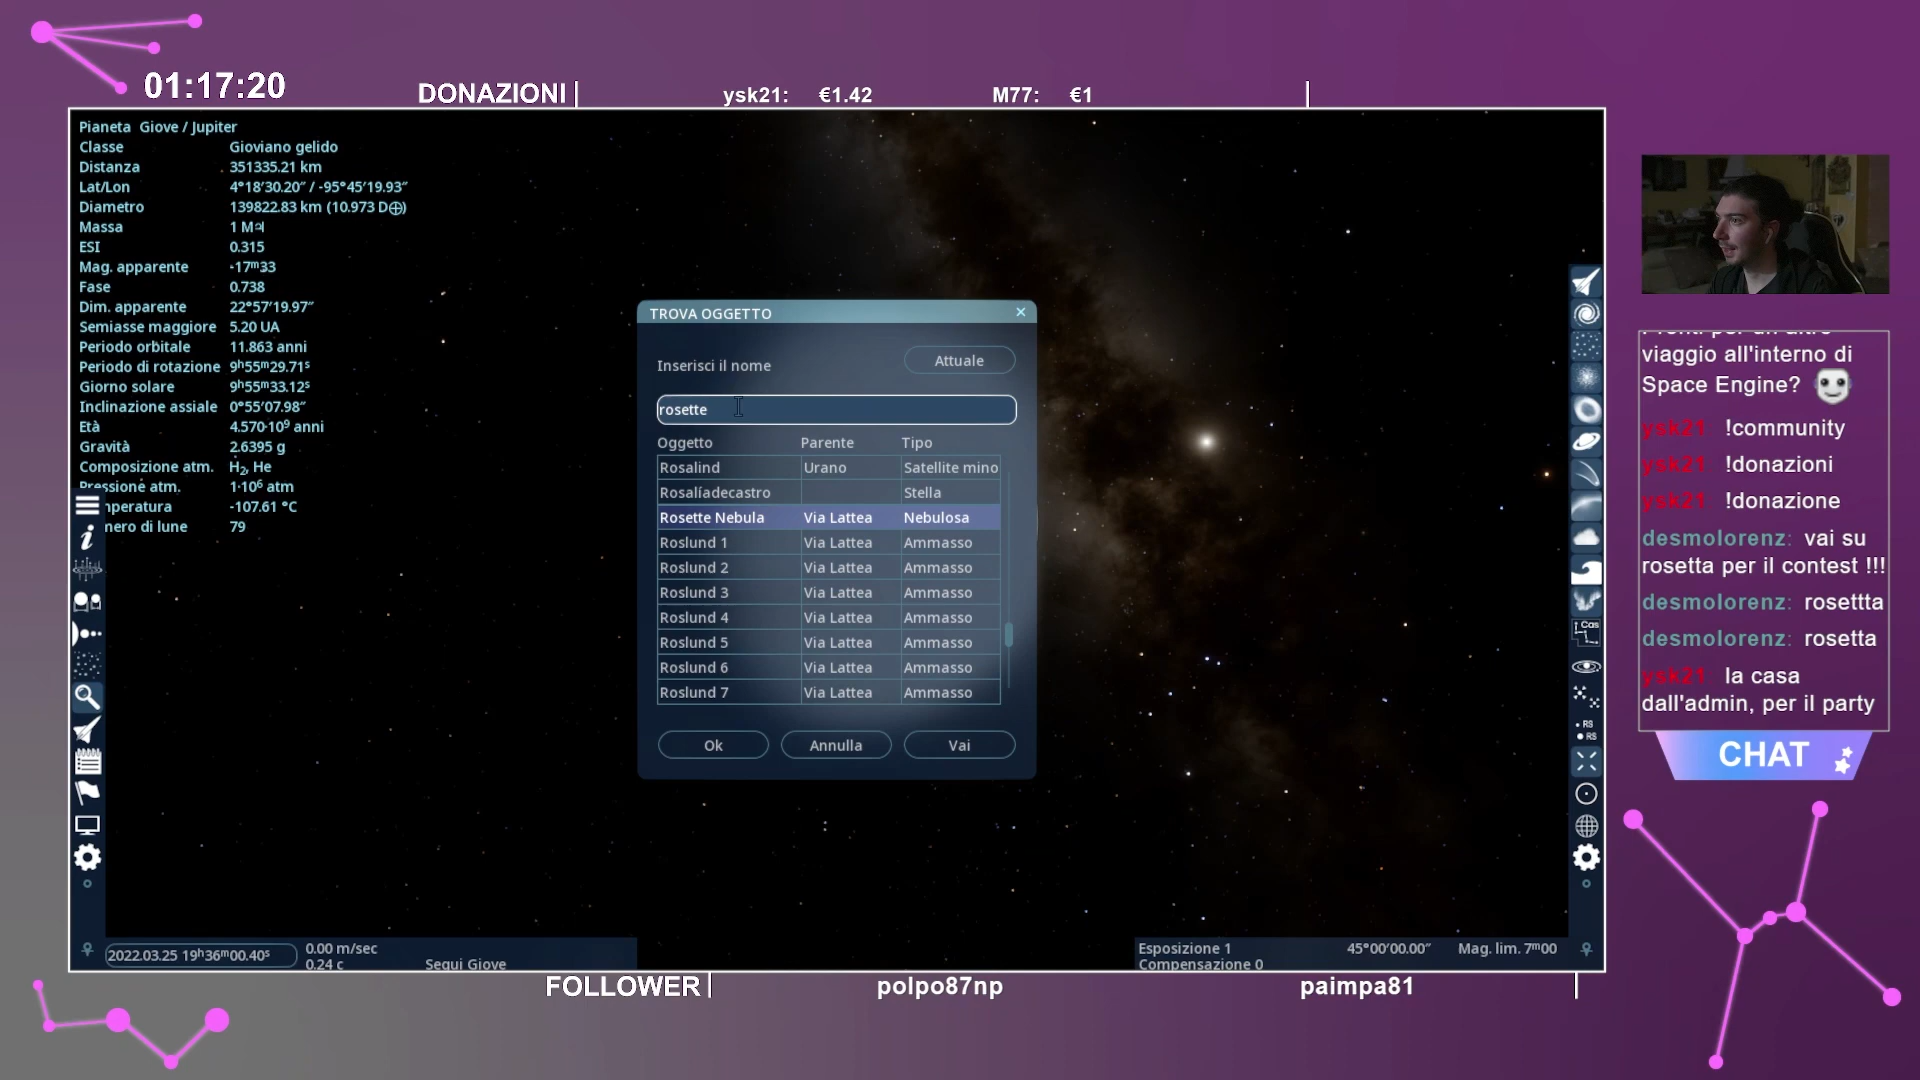 01:17:20
DONAZIONI
ysk21: €1.42
M77: €1
Pianeta Giove / Jupiter
Classe Gioviano gelido
Distanza 351335.21 km
Lat/Lon 4°18′30.20″ / -95°45′19.93″
Diametro 139822.83 km (10.973 D⊕)
Massa 1 M♃
ESI 0.315
Mag. apparente -17ᵐ33
Fase 0.738
Dim. apparente 22°57′19.97″
Semiasse maggiore 5.20 UA
Periodo orbitale 11.863 anni
Periodo di rotazione 9ʰ55ᵐ29.71ˢ
Giorno solare 9ʰ55ᵐ33.12ˢ
Inclinazione assiale 0°55′07.98″
Età 4.570·10⁹ anni
Gravità 2.6395 g
Composizione atm. H₂, He
Pressione atm. 1·10⁶ atm
mperatura -107.61 °C
mero di lune 79
TROVA OGGETTO
Inserisci il nome
Attuale
rosette
Oggetto Parente Tipo
Rosalind Urano Satellite mino
Rosalíadecastro Stella
Rosette Nebula Via Lattea Nebulosa
Roslund 1 Via Lattea Ammasso
Roslund 2 Via Lattea Ammasso
Roslund 3 Via Lattea Ammasso
Roslund 4 Via Lattea Ammasso
Roslund 5 Via Lattea Ammasso
Roslund 6 Via Lattea Ammasso
Roslund 7 Via Lattea Ammasso
Ok Annulla Vai
Cas
RS
RS
2022.03.25 19ʰ36ᵐ00.40ˢ
0.00 m/sec
0.24 c
Segui Giove
Esposizione 1
Compensazione 0
45°00′00.00″
Mag. lim. 7ᵐ00
FOLLOWER
polpo87np
paimpa81
viaggio all'interno di
Space Engine?
ysk21: !community
ysk21: !donazioni
ysk21: !donazione
desmolorenz: vai su
rosetta per il contest !!!
desmolorenz: rosettta
desmolorenz: rosetta
ysk21: la casa
dall'admin, per il party
CHAT